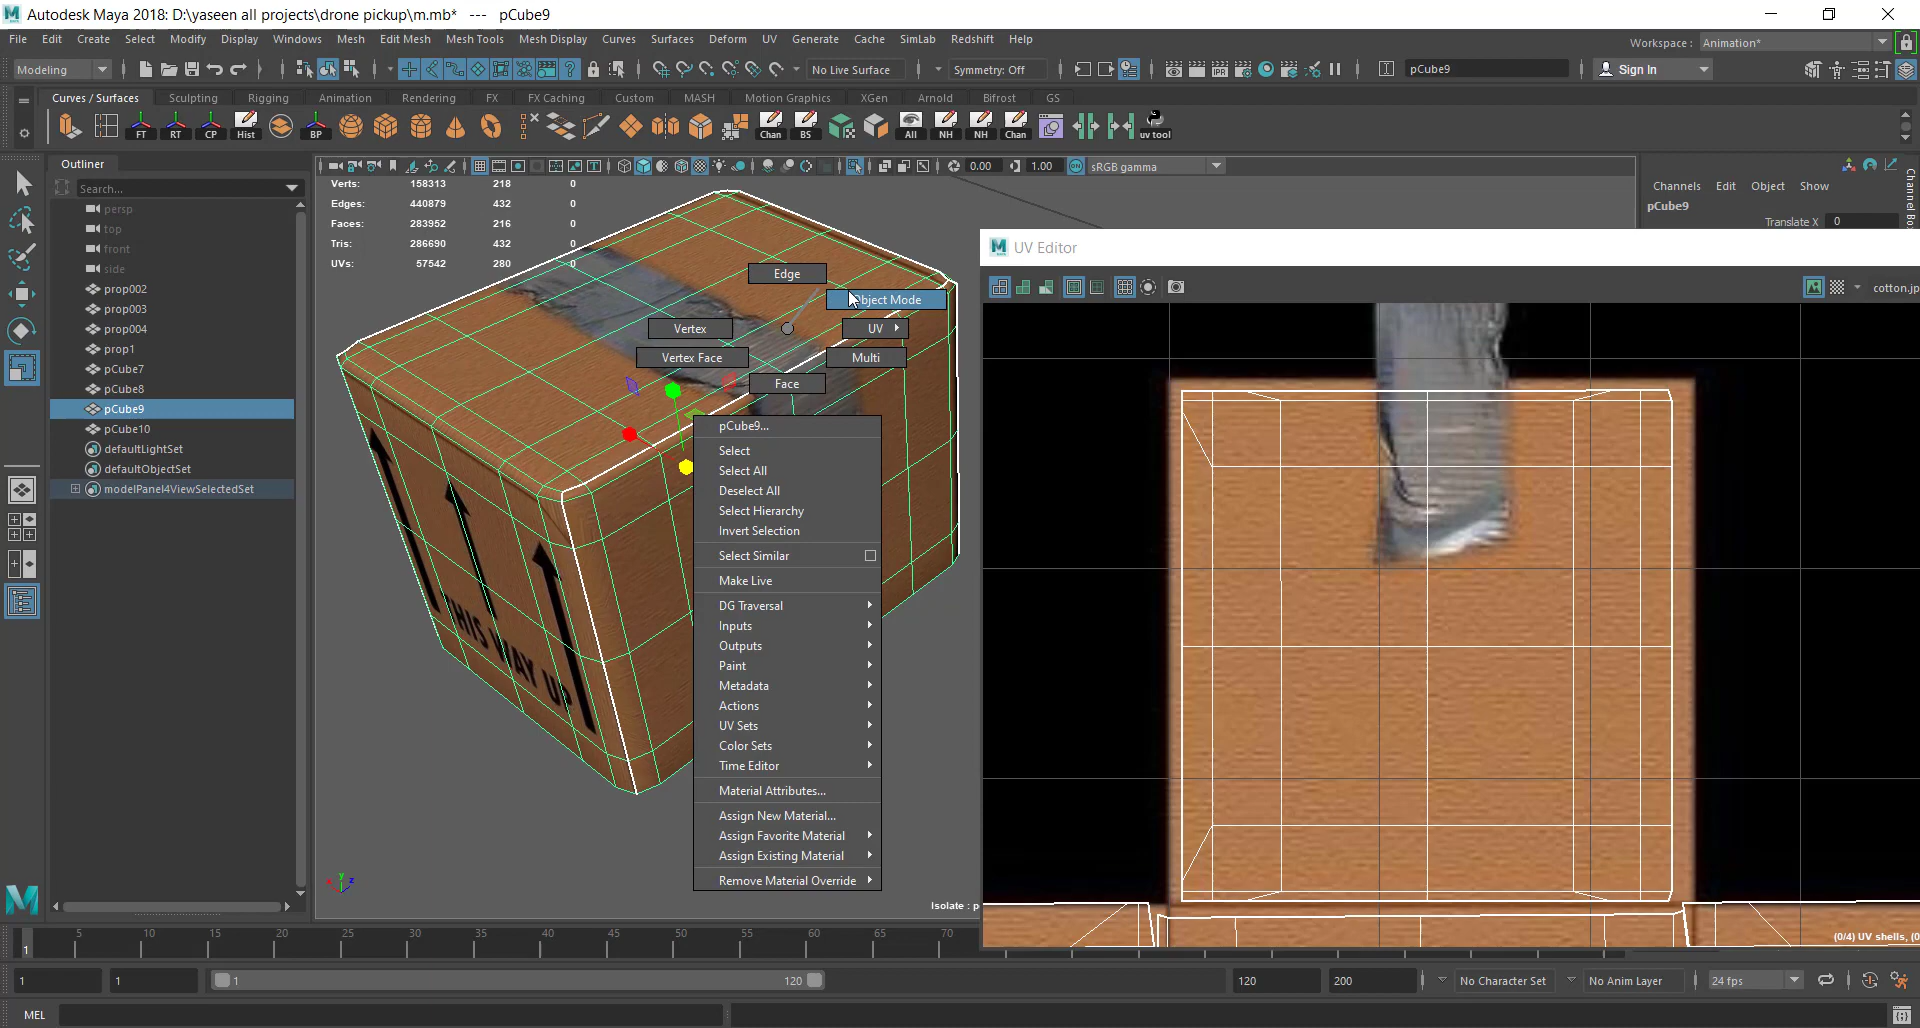 Autodesk Maya 2018: D:\yaseen all projects\drone pickup\m.mb*   ---   pCube9
File Edit Create Select Modify Display Windows Mesh Edit Mesh Mesh Tools Mesh Display Curves Surfaces Deform UV Generate Cache SimLab Redshift Help
Workspace : Animation*
Modeling No Live Surface Symmetry: Off IPR pCube9 Sign In
Curves / Surfaces Sculpting Rigging Animation Rendering FX FX Caching Custom MASH Motion Graphics XGen Arnold Bifrost GS
FT RT CP Hist BP Chan BS All NH NH Chan uv tool
Outliner
Search...
persp
top
front
side
prop002
prop003
prop004
prop1
pCube7
pCube8
pCube9
pCube10
defaultLightSet
defaultObjectSet
modelPanel4ViewSelectedSet
0.00 1.00 ON sRGB gamma
Verts: 158313 218 0
Edges: 440879 432 0
Faces: 283952 216 0
Tris: 286690 432 0
UVs: 57542 280 0
Edge
Object Mode
Vertex
UV
Vertex Face
Multi
Face
pCube9...
Select
Select All
Deselect All
Select Hierarchy
Invert Selection
Select Similar
Make Live
DG Traversal
Inputs
Outputs
Paint
Metadata
Actions
UV Sets
Color Sets
Time Editor
Material Attributes...
Assign New Material...
Assign Favorite Material
Assign Existing Material
Remove Material Override
THIS WAY UP
y
z
Isolate : p
Channels Edit Object Show
pCube9
Translate X 0
Channel Bo
UV Editor
cotton.jp
(0/4) UV shells, (0
5 10 15 20 25 30 35 40 45 50 55 60 65 70
1
1 1 1 120 120 200 No Character Set No Anim Layer 24 fps
MEL